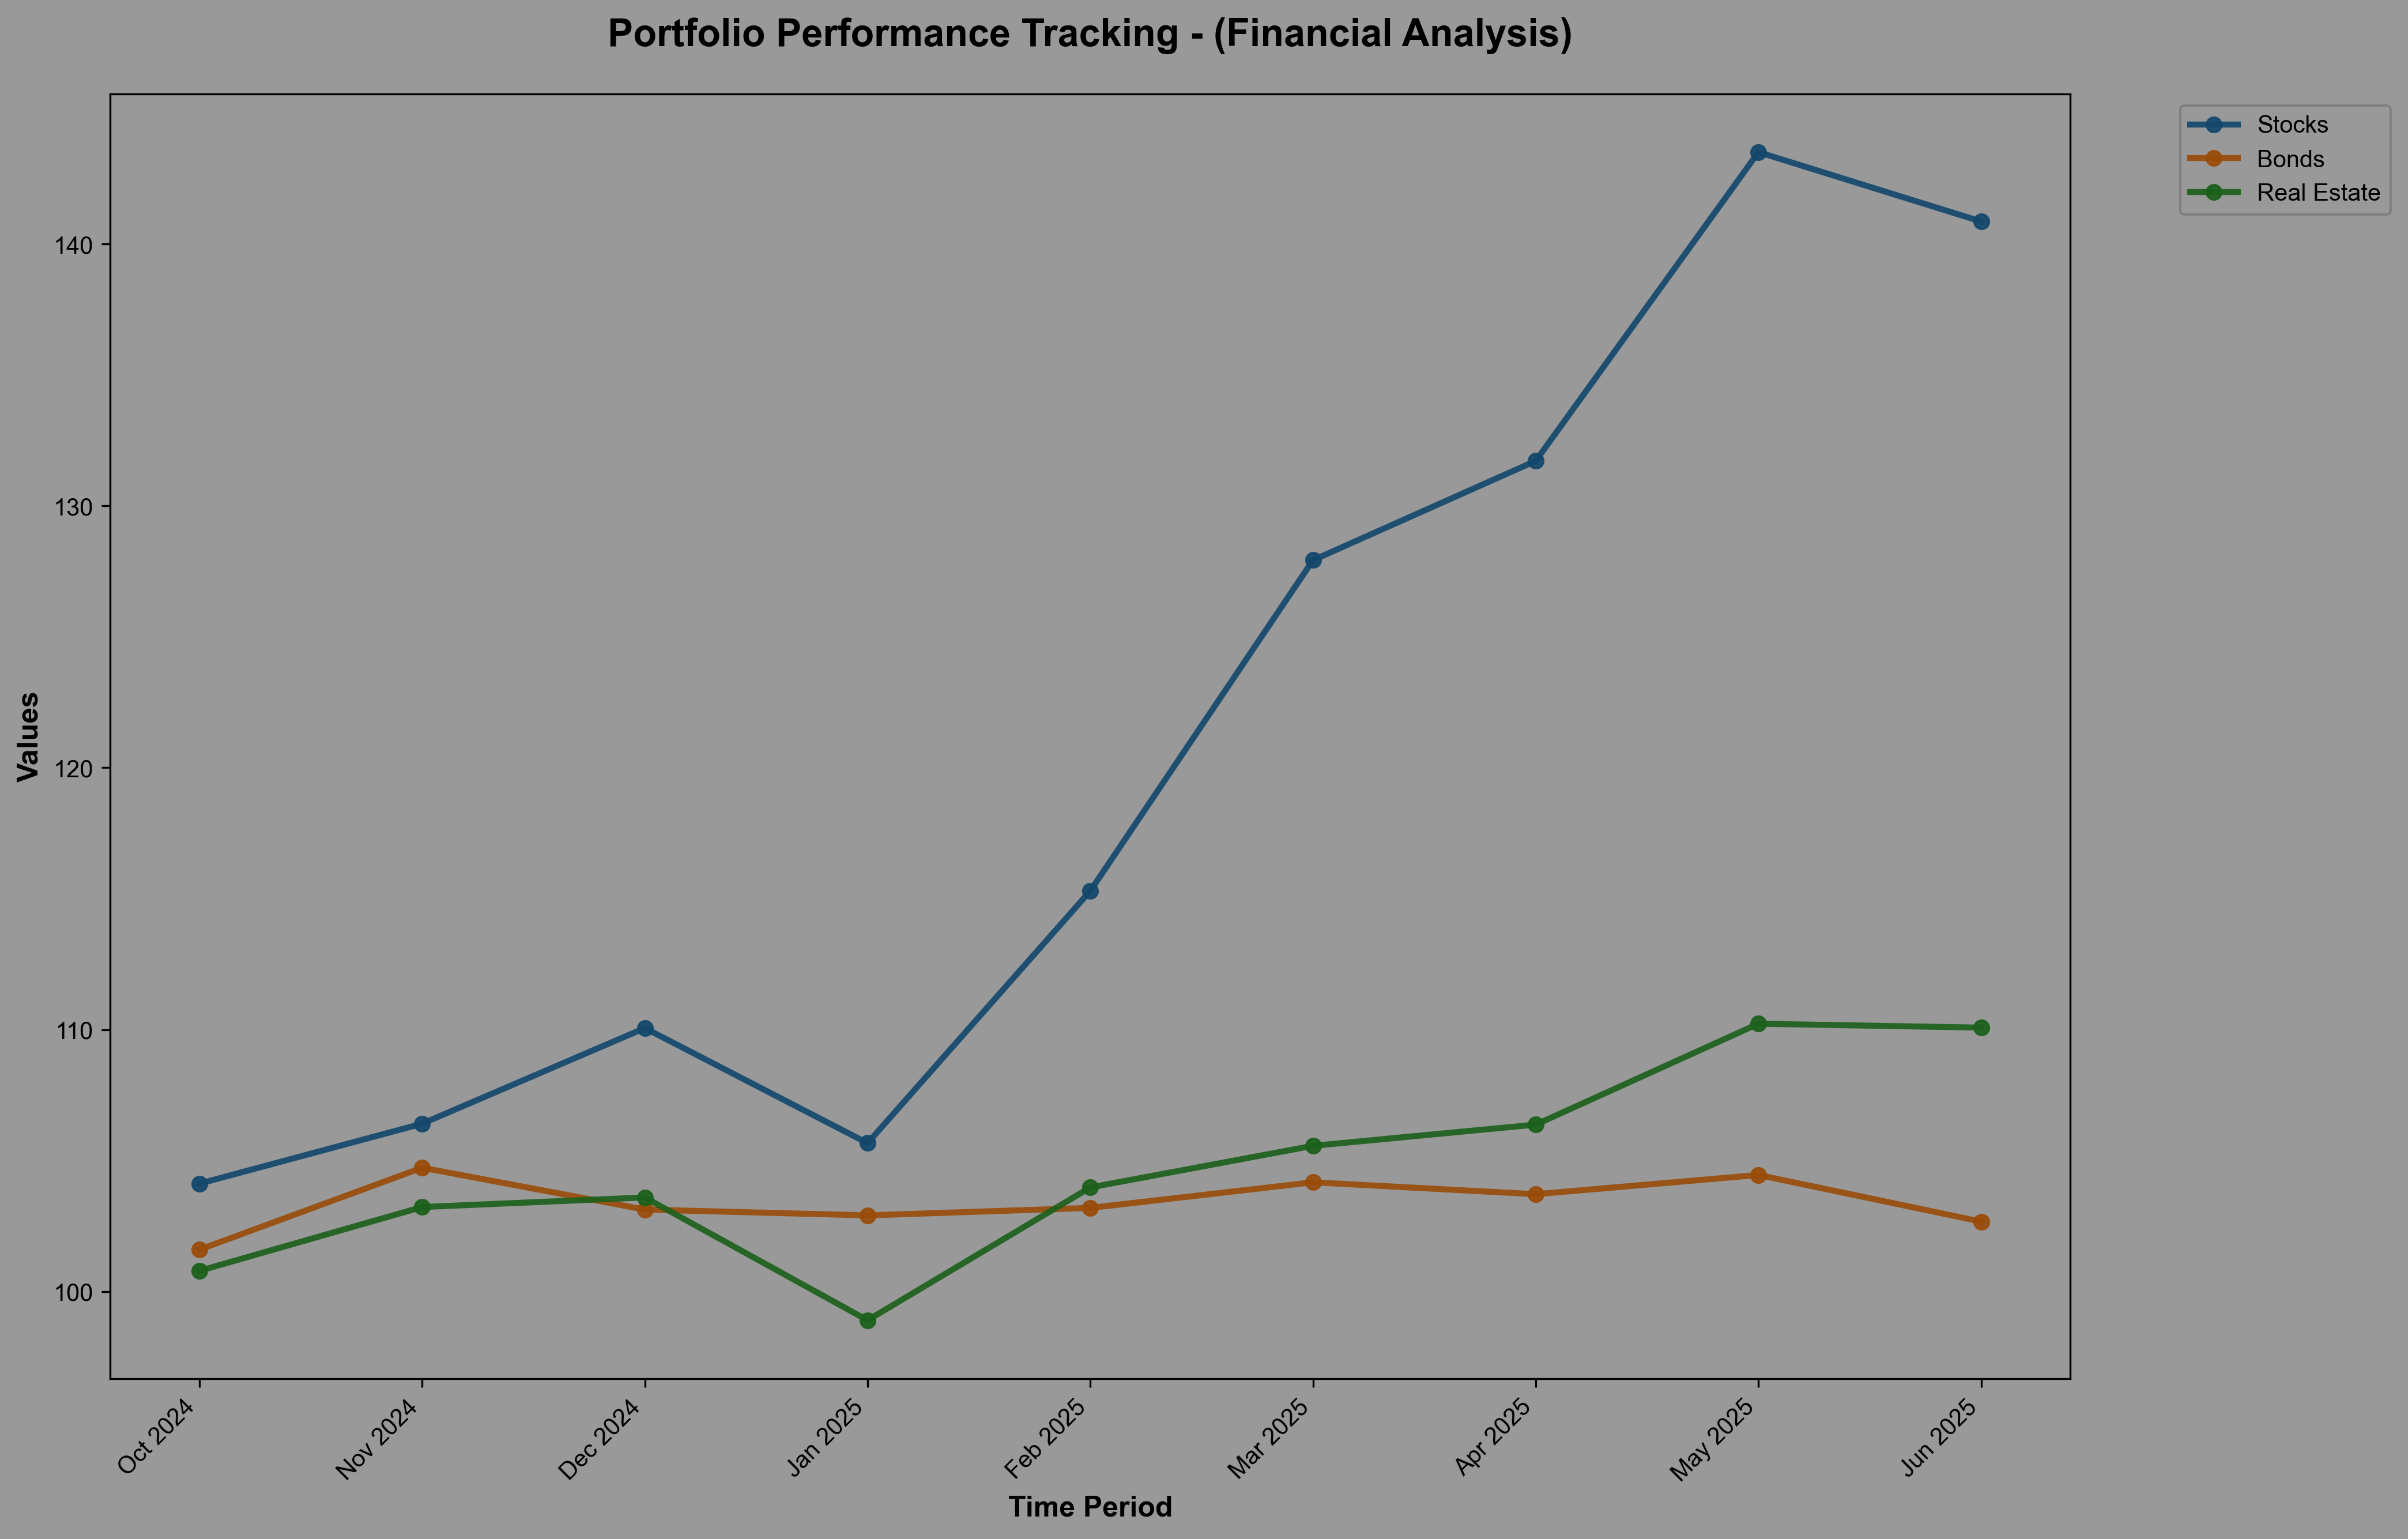 Portfolio Performance Tracking - (Financial Analysis)
Stocks
Bonds
Real Estate
Values
140
130
120
110
100
Oct 2024
Nov 2024
Dec 2024
Jan 2025
Feb 2025
Mar 2025
Apr 2025
May 2025
Jun 2025
Time Period